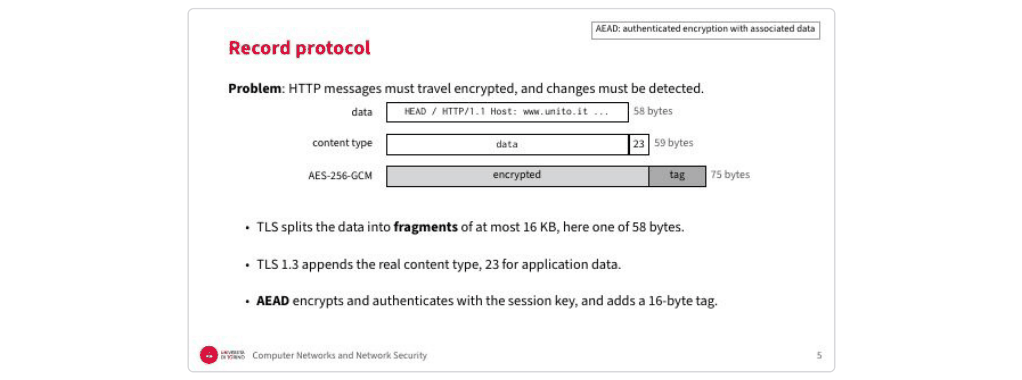 AEAD: authenticated encryption with associated data
Record protocol
Problem: HTTP messages must travel encrypted, and changes must be detected.
data HEAD / HTTP/1.1 Host: www.unito.it ... 58 bytes
content type data 23 59 bytes
AES-256-GCM encrypted tag 75 bytes
• TLS splits the data into fragments of at most 16 KB, here one of 58 bytes.
• TLS 1.3 appends the real content type, 23 for application data.
• AEAD encrypts and authenticates with the session key, and adds a 16-byte tag.
UNIVERSITÀ
DI TORINO
Computer Networks and Network Security 5